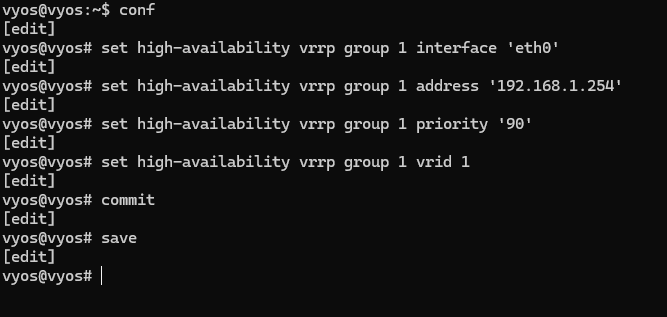 vyos@vyos:~$ conf
[edit]
vyos@vyos# set high-availability vrrp group 1 interface 'eth0'
[edit]
vyos@vyos# set high-availability vrrp group 1 address '192.168.1.254'
[edit]
vyos@vyos# set high-availability vrrp group 1 priority '90'
[edit]
vyos@vyos# set high-availability vrrp group 1 vrid 1
[edit]
vyos@vyos# commit
[edit]
vyos@vyos# save
[edit]
vyos@vyos#